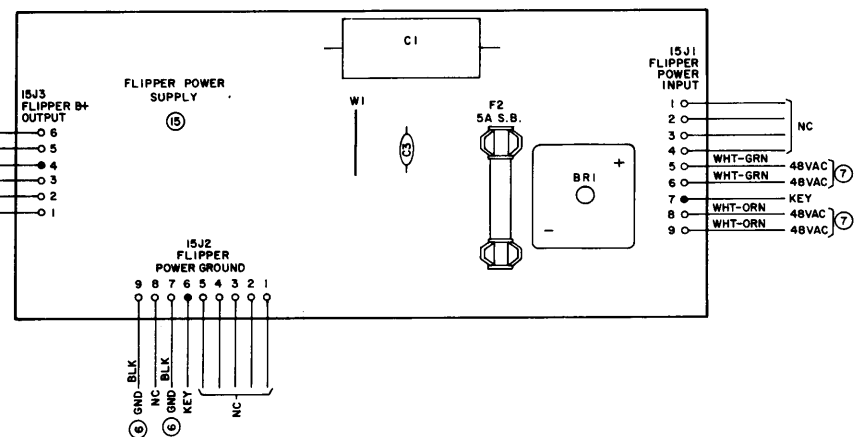 C1
15J1
FLIPPER
POWER
INPUT
FLIPPER POWER
SUPPLY
15
15J3
FLIPPER B+
OUTPUT
6
5
4
3
2
1
W1
C3
F2
5A S.B.
BR1
+
-
1
2
3
4
NC
5 WHT-GRN 48VAC
6 WHT-GRN 48VAC
7
7 KEY
8 WHT-ORN 48VAC
9 WHT-ORN 48VAC
7
15J2
FLIPPER
POWER GROUND
9 8 7 6 5 4 3 2 1
BLK
GND
6
NC
BLK
GND
6
KEY
NC